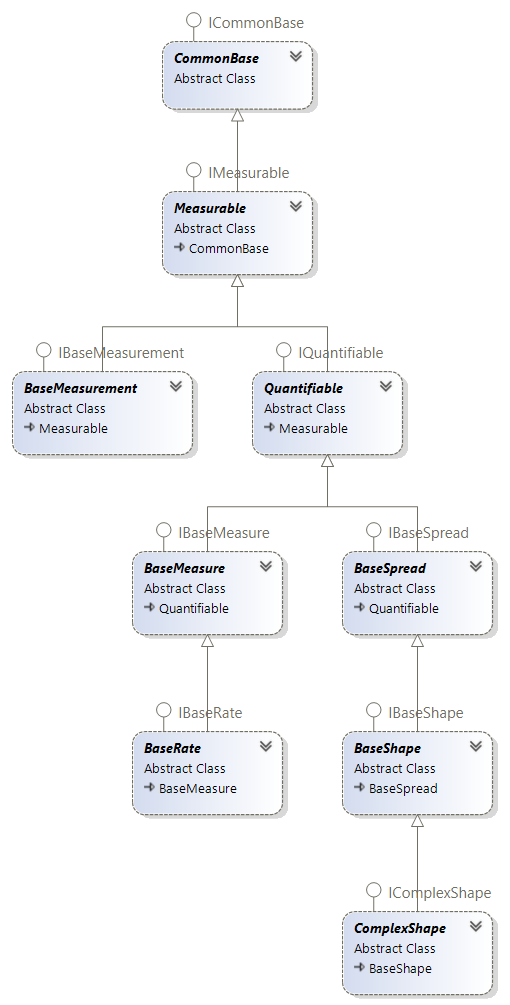 ICommonBase
CommonBase
Abstract Class
IMeasurable
Measurable
Abstract Class
CommonBase
IBaseMeasurement
IQuantifiable
BaseMeasurement
Abstract Class
Measurable
Quantifiable
Abstract Class
Measurable
IBaseMeasure
IBaseSpread
BaseMeasure
Abstract Class
Quantifiable
BaseSpread
Abstract Class
Quantifiable
IBaseRate
IBaseShape
BaseRate
Abstract Class
BaseMeasure
BaseShape
Abstract Class
BaseSpread
IComplexShape
ComplexShape
Abstract Class
BaseShape